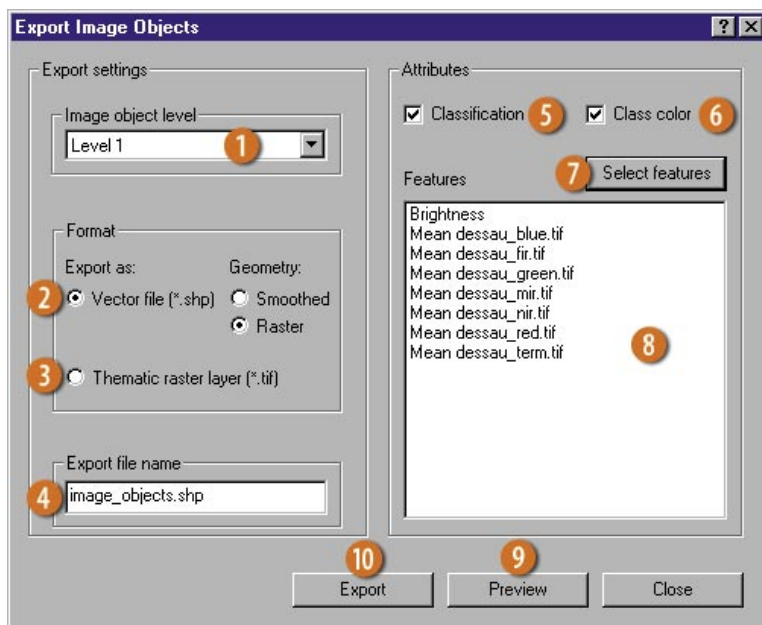 Export Image Objects
Export settings
Image object level
Level 1
1
Format
Export as:
Geometry:
2
Vector file (*.shp)
Smoothed
Raster
3
Thematic raster layer (*.tif)
Export file name
4
image_objects.shp
Attributes
Classification
5
Class color
6
Features
7
Select features
Brightness
Mean dessau_blue.tif
Mean dessau_fir.tif
Mean dessau_green.tif
Mean dessau_mir.tif
Mean dessau_nir.tif
Mean dessau_red.tif
Mean dessau_term.tif
8
10
Export
9
Preview
Close